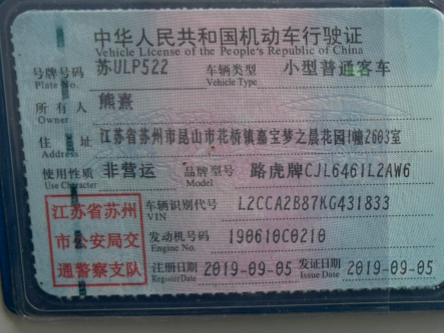 中华人民共和国机动车行驶证
Vehicle License of the People's Republic of China
号牌号码 苏ULP522 车辆类型 小型普通客车
Plate No. Vehicle Type
所有人 熊熹
Owner
住址 江苏省苏州市昆山市花桥镇嘉宝梦之晨花园1幢2603室
Address
使用性质 非营运 品牌型号 路虎牌CJL6461L2AW6
Use Character Model
江苏省苏州
市公安局交
通警察支队
车辆识别代号 L2CCA2B87KG431833
VIN
发动机号码 190610C0210
Engine No.
注册日期 2019-09-05 发证日期 2019-09-05
Register Date Issue Date